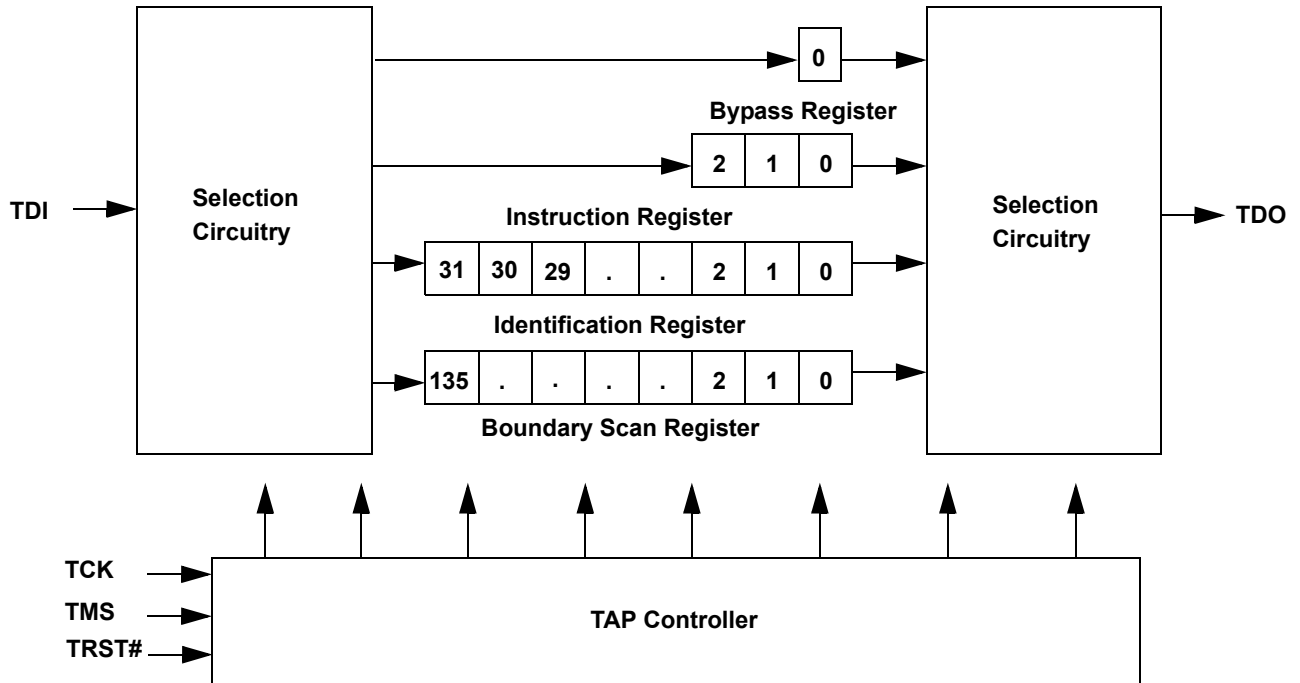 0
Bypass Register
2 1 0
TDI
Selection
Circuitry
Instruction Register
31 30 29 . . 2 1 0
Identification Register
135 . . . . 2 1 0
Boundary Scan Register
Selection
Circuitry
TDO
TCK
TMS
TRST#
TAP Controller